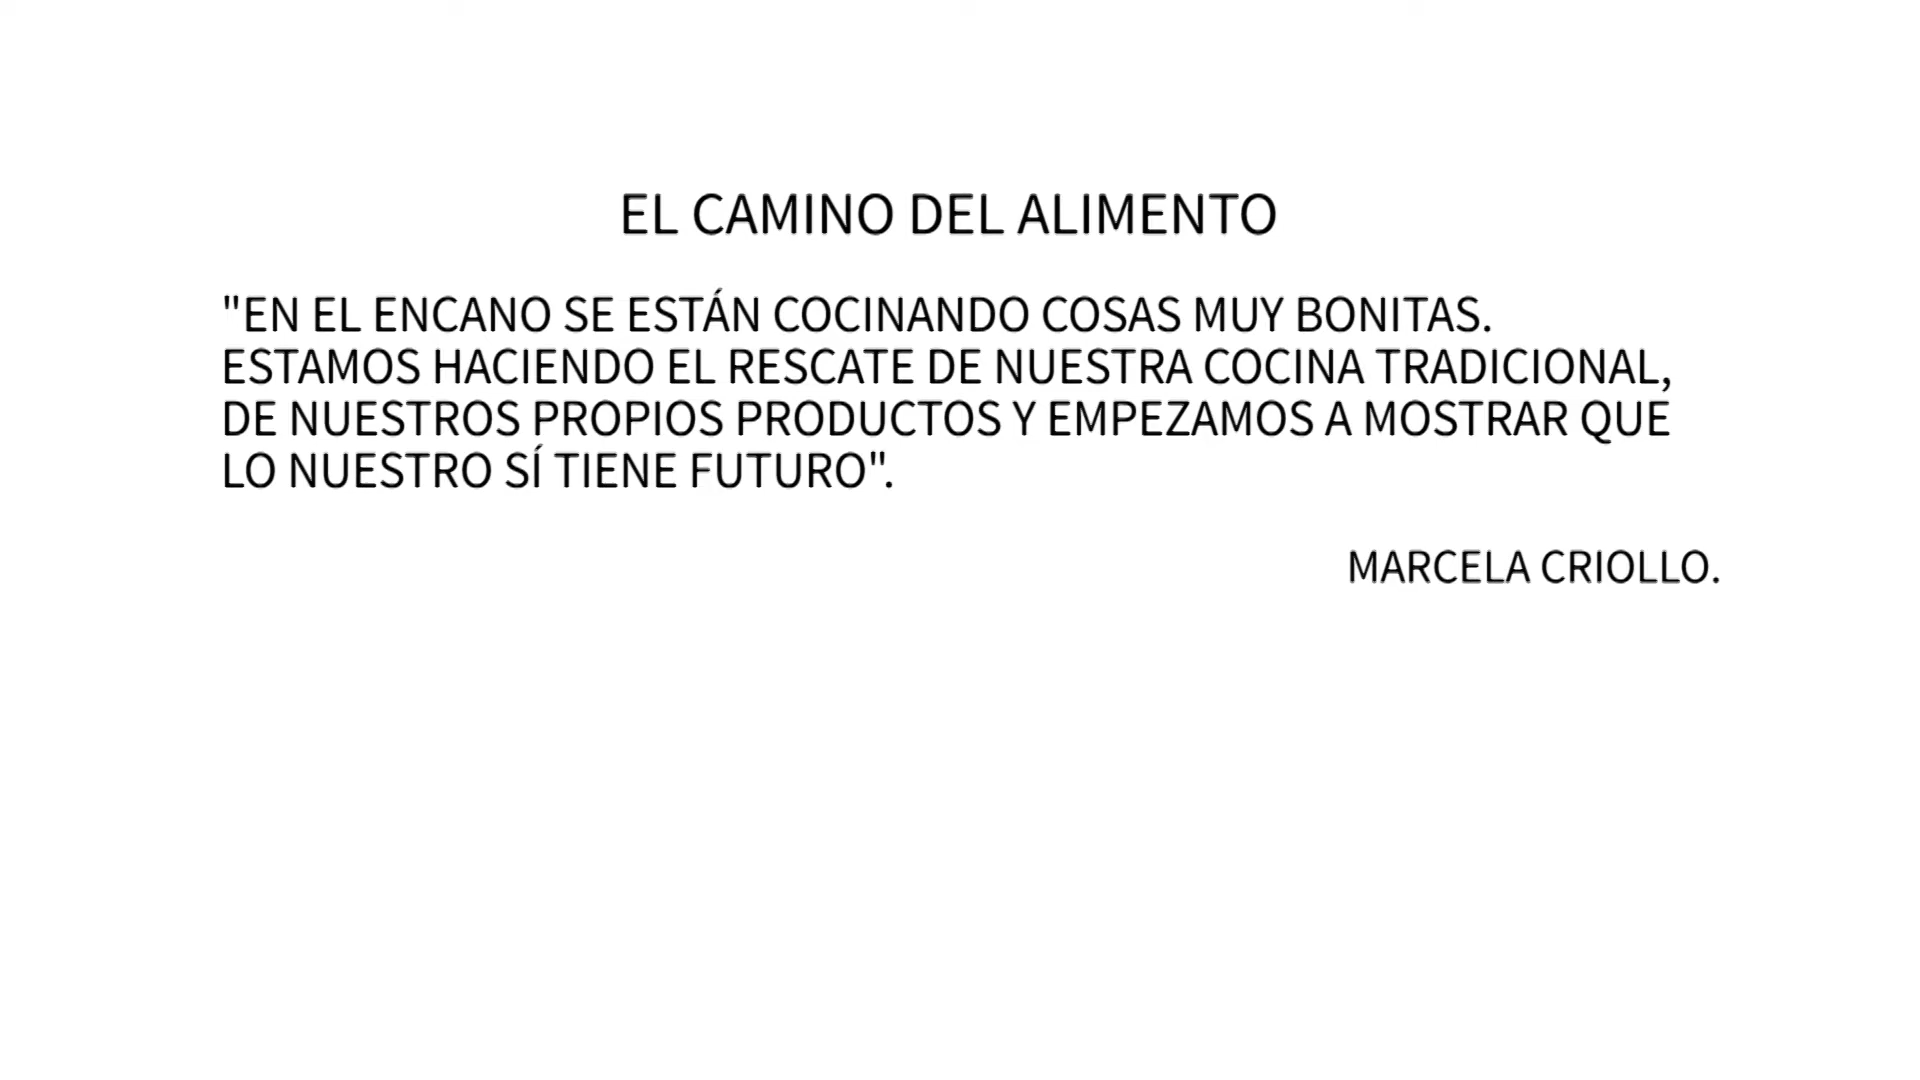 EL CAMINO DEL ALIMENTO
"EN EL ENCANO SE ESTÁN COCINANDO COSAS MUY BONITAS.
ESTAMOS HACIENDO EL RESCATE DE NUESTRA COCINA TRADICIONAL,
DE NUESTROS PROPIOS PRODUCTOS Y EMPEZAMOS A MOSTRAR QUE
LO NUESTRO SÍ TIENE FUTURO".
MARCELA CRIOLLO.